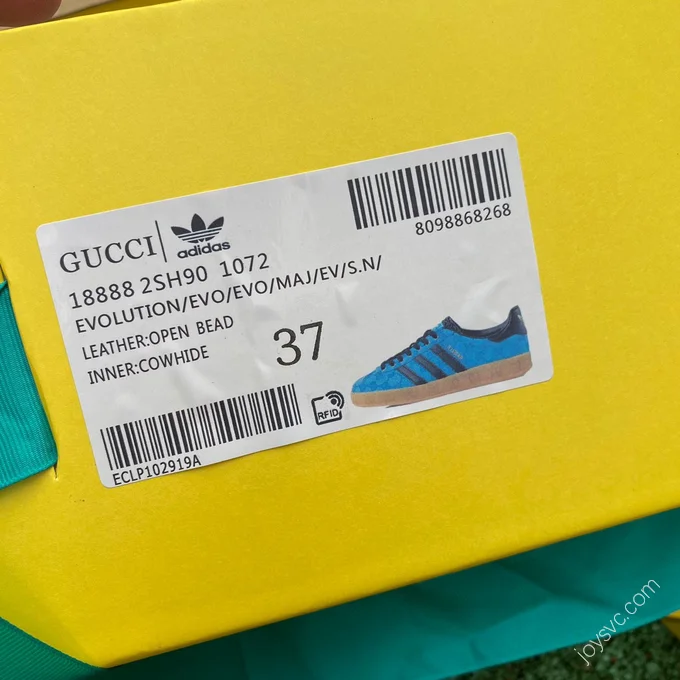 GUCCI
adidas
18888 2SH90 1072
EVOLUTION/EVO/EVO/MAJ/EV/S.N/
LEATHER:OPEN BEAD
INNER:COWHIDE
37
8098868268
RFID
ECLP102919A
joysvc.com